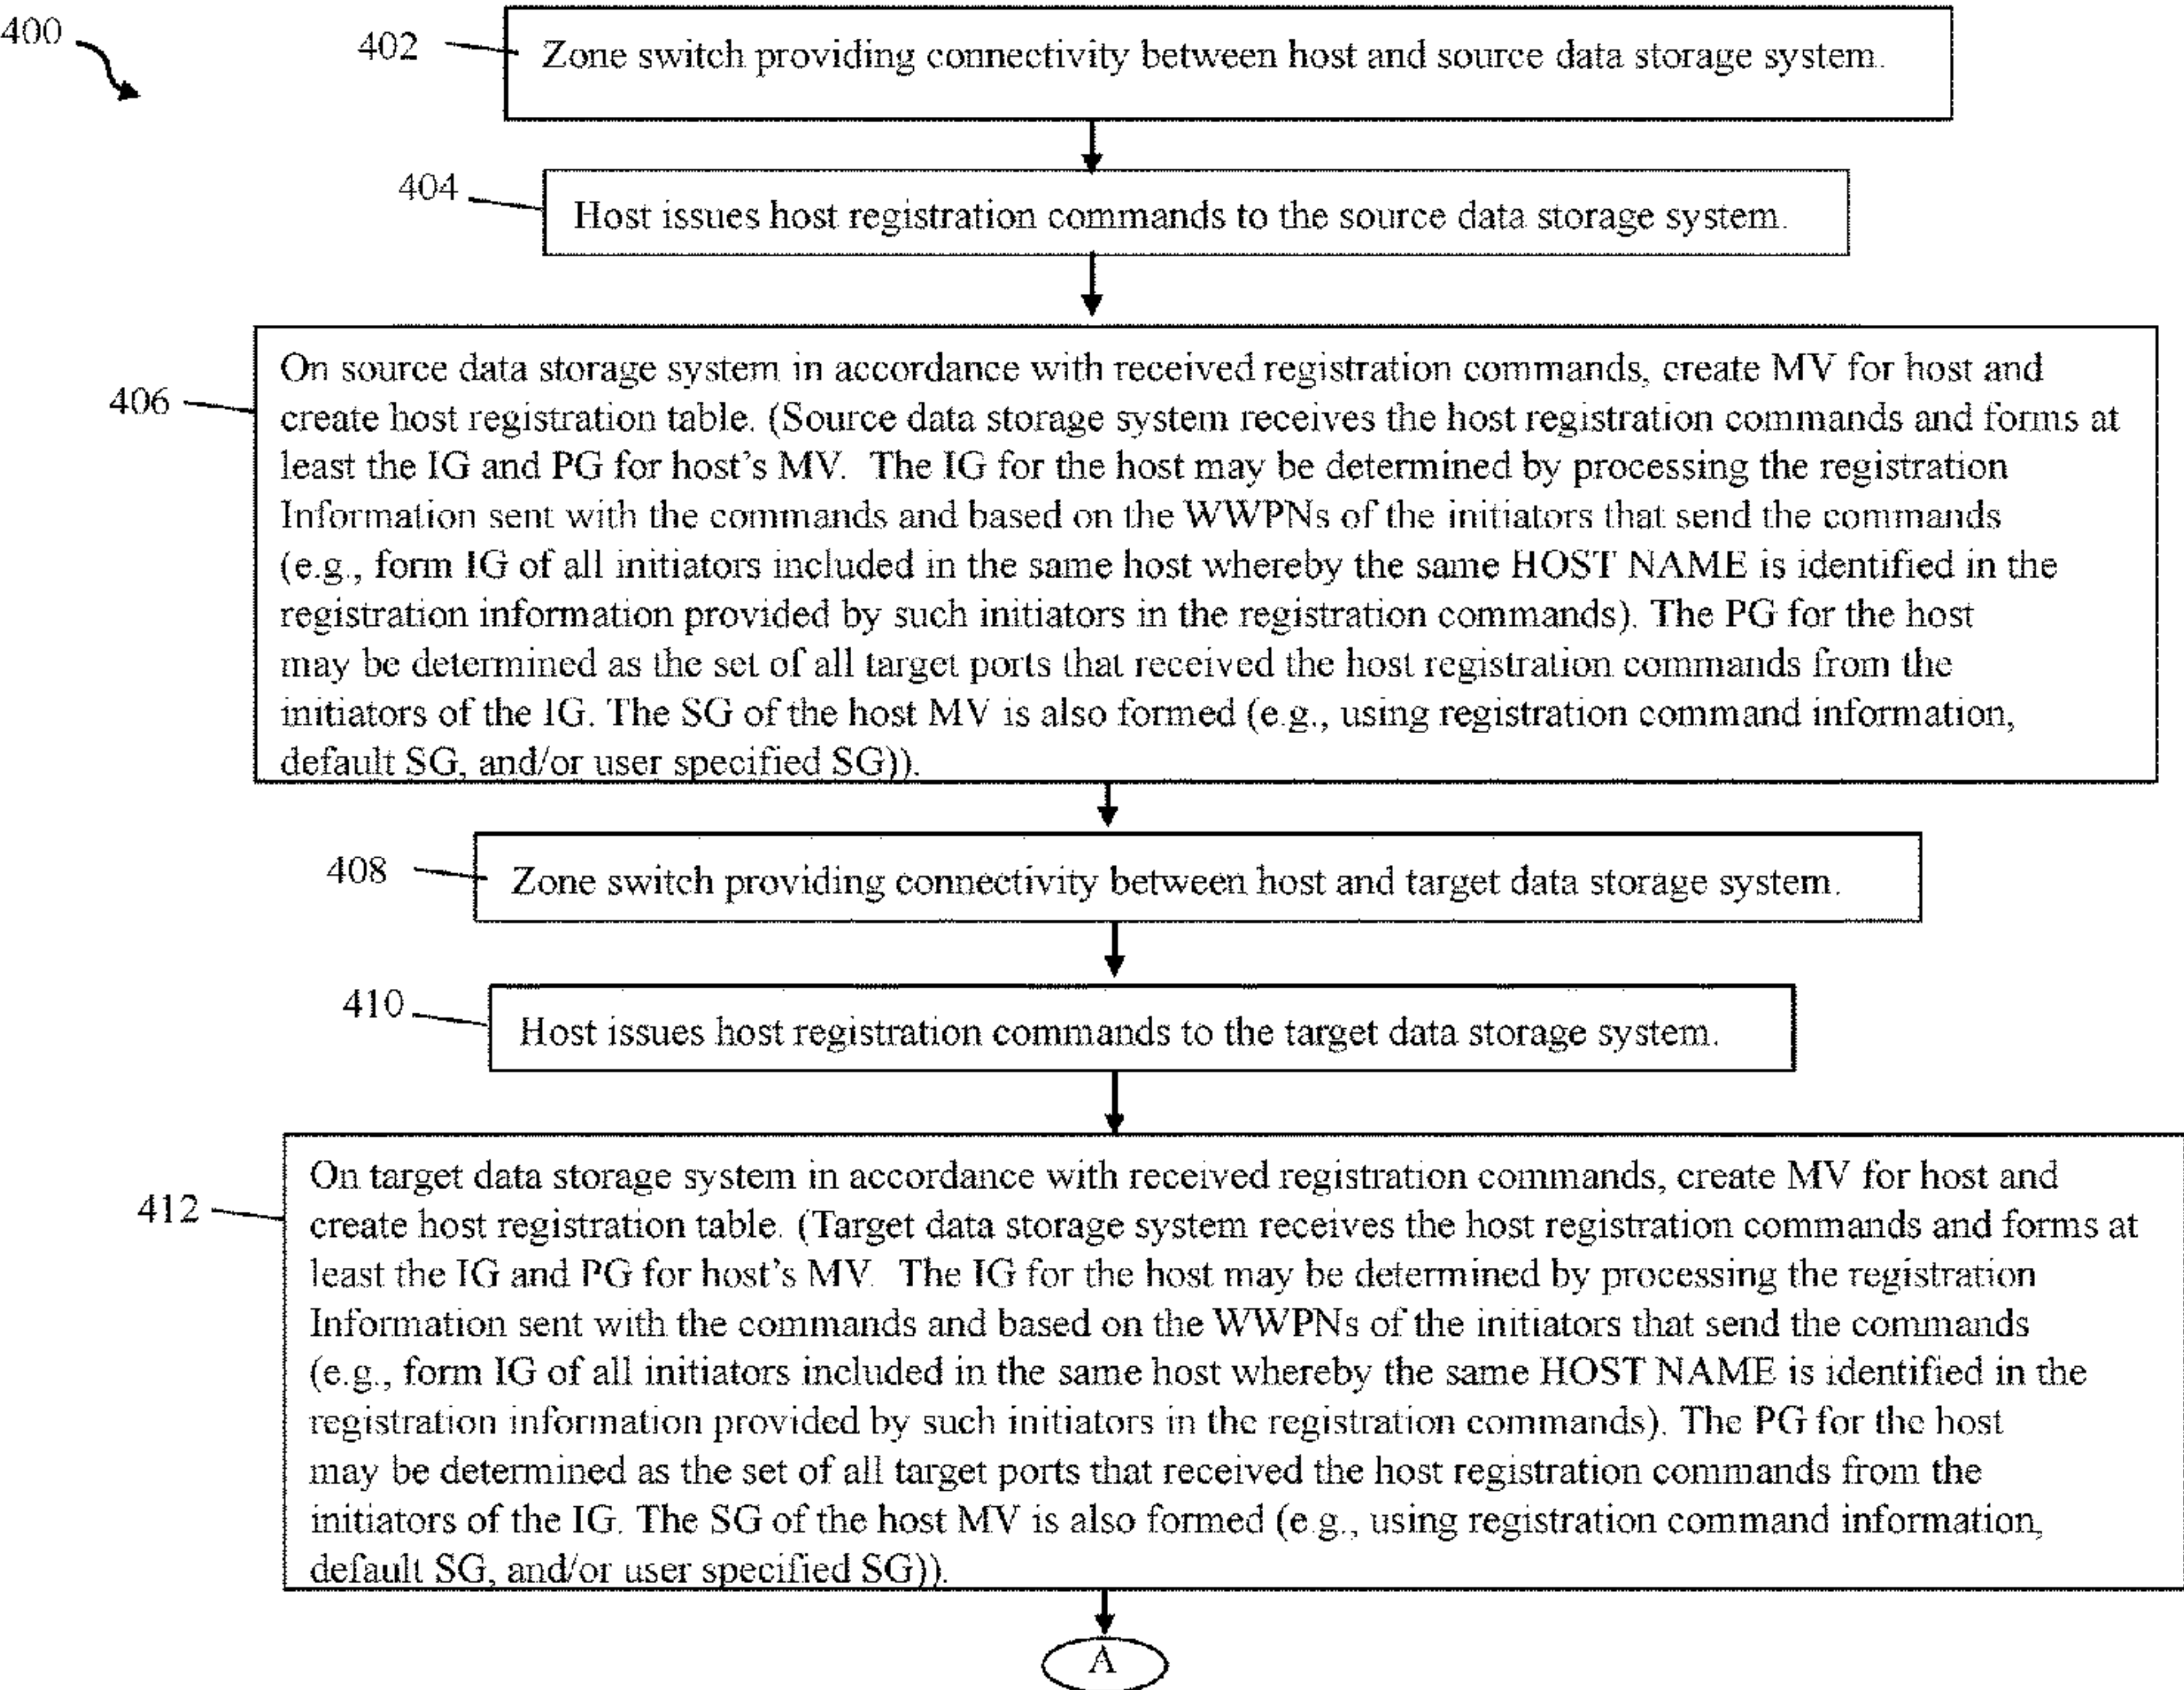 400
402
Zone switch providing connectivity between host and source data storage system.
404
Host issues host registration commands to the source data storage system.
406
On source data storage system in accordance with received registration commands, create MV for host and
create host registration table. (Source data storage system receives the host registration commands and forms at
least the IG and PG for host's MV. The IG for the host may be determined by processing the registration
Information sent with the commands and based on the WWPNs of the initiators that send the commands
(e.g., form IG of all initiators included in the same host whereby the same HOST NAME is identified in the
registration information provided by such initiators in the registration commands). The PG for the host
may be determined as the set of all target ports that received the host registration commands from the
initiators of the IG. The SG of the host MV is also formed (e.g., using registration command information,
default SG, and/or user specified SG)).
408
Zone switch providing connectivity between host and target data storage system.
410
Host issues host registration commands to the target data storage system.
412
On target data storage system in accordance with received registration commands, create MV for host and
create host registration table. (Target data storage system receives the host registration commands and forms at
least the IG and PG for host's MV. The IG for the host may be determined by processing the registration
Information sent with the commands and based on the WWPNs of the initiators that send the commands
(e.g., form IG of all initiators included in the same host whereby the same HOST NAME is identified in the
registration information provided by such initiators in the registration commands). The PG for the host
may be determined as the set of all target ports that received the host registration commands from the
initiators of the IG. The SG of the host MV is also formed (e.g., using registration command information,
default SG, and/or user specified SG)).
A